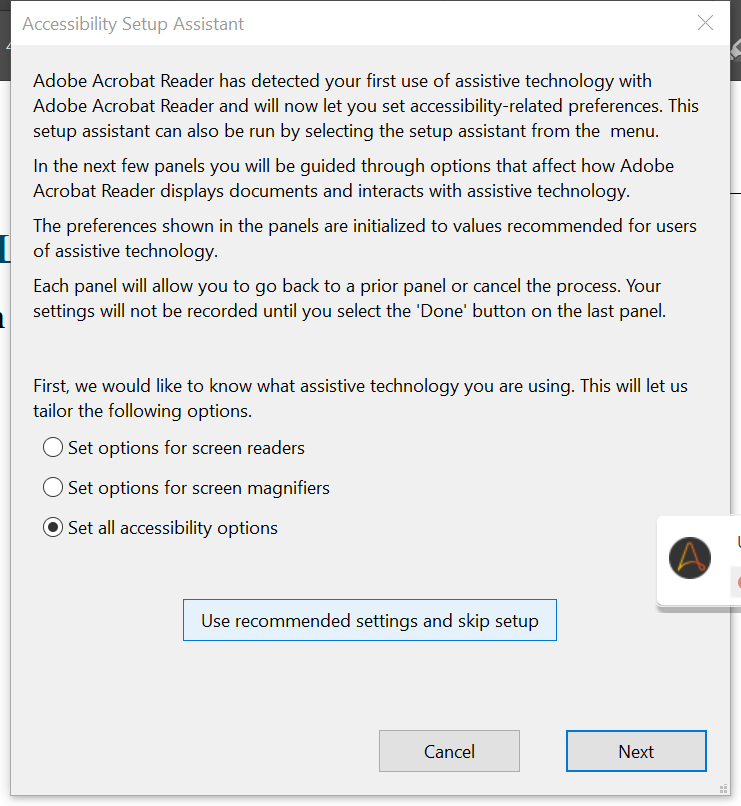 Accessibility Setup Assistant
Adobe Acrobat Reader has detected your first use of assistive technology with
Adobe Acrobat Reader and will now let you set accessibility-related preferences. This
setup assistant can also be run by selecting the setup assistant from the  menu.
In the next few panels you will be guided through options that affect how Adobe
Acrobat Reader displays documents and interacts with assistive technology.
The preferences shown in the panels are initialized to values recommended for users
of assistive technology.
Each panel will allow you to go back to a prior panel or cancel the process. Your
settings will not be recorded until you select the 'Done' button on the last panel.
First, we would like to know what assistive technology you are using. This will let us
tailor the following options.
Set options for screen readers
Set options for screen magnifiers
Set all accessibility options
Use recommended settings and skip setup
Cancel
Next